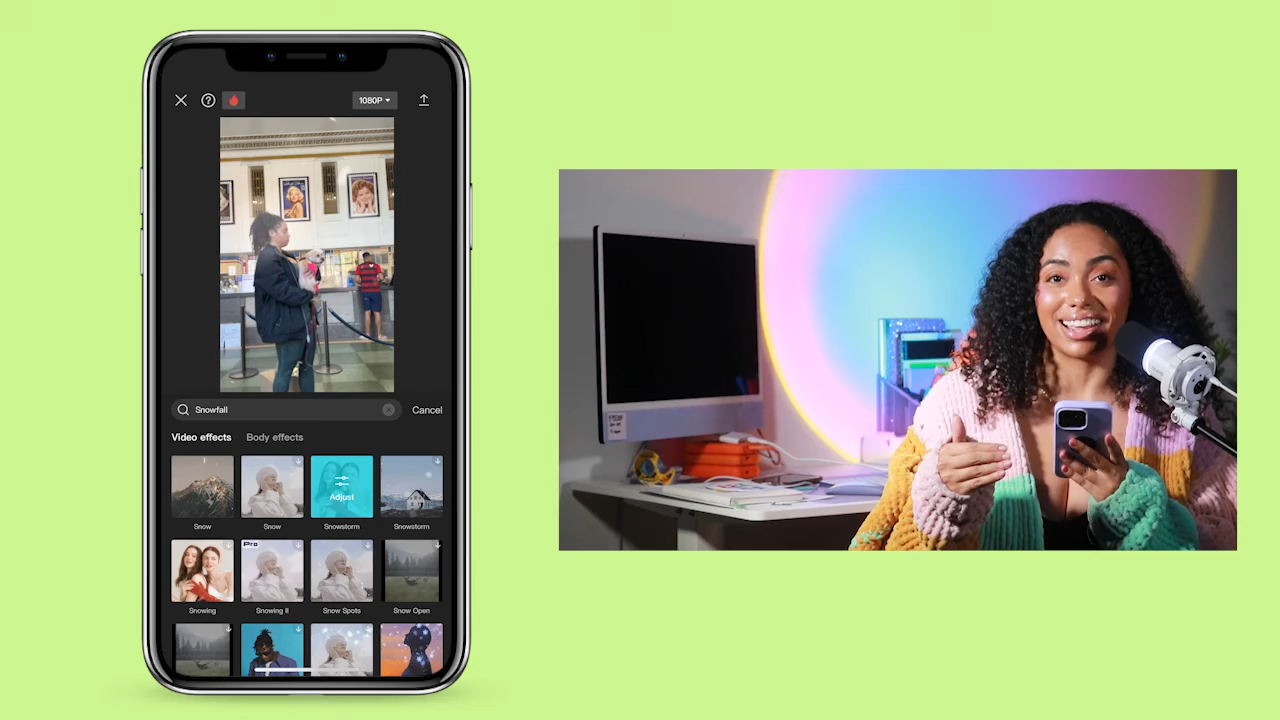 1080P
Snowfall
Cancel
Video effects
Body effects
Adjust
Snow
Snow
Snowstorm
Snowstorm
Pro
Snowing
Snowing II
Snow Spots
Snow Open